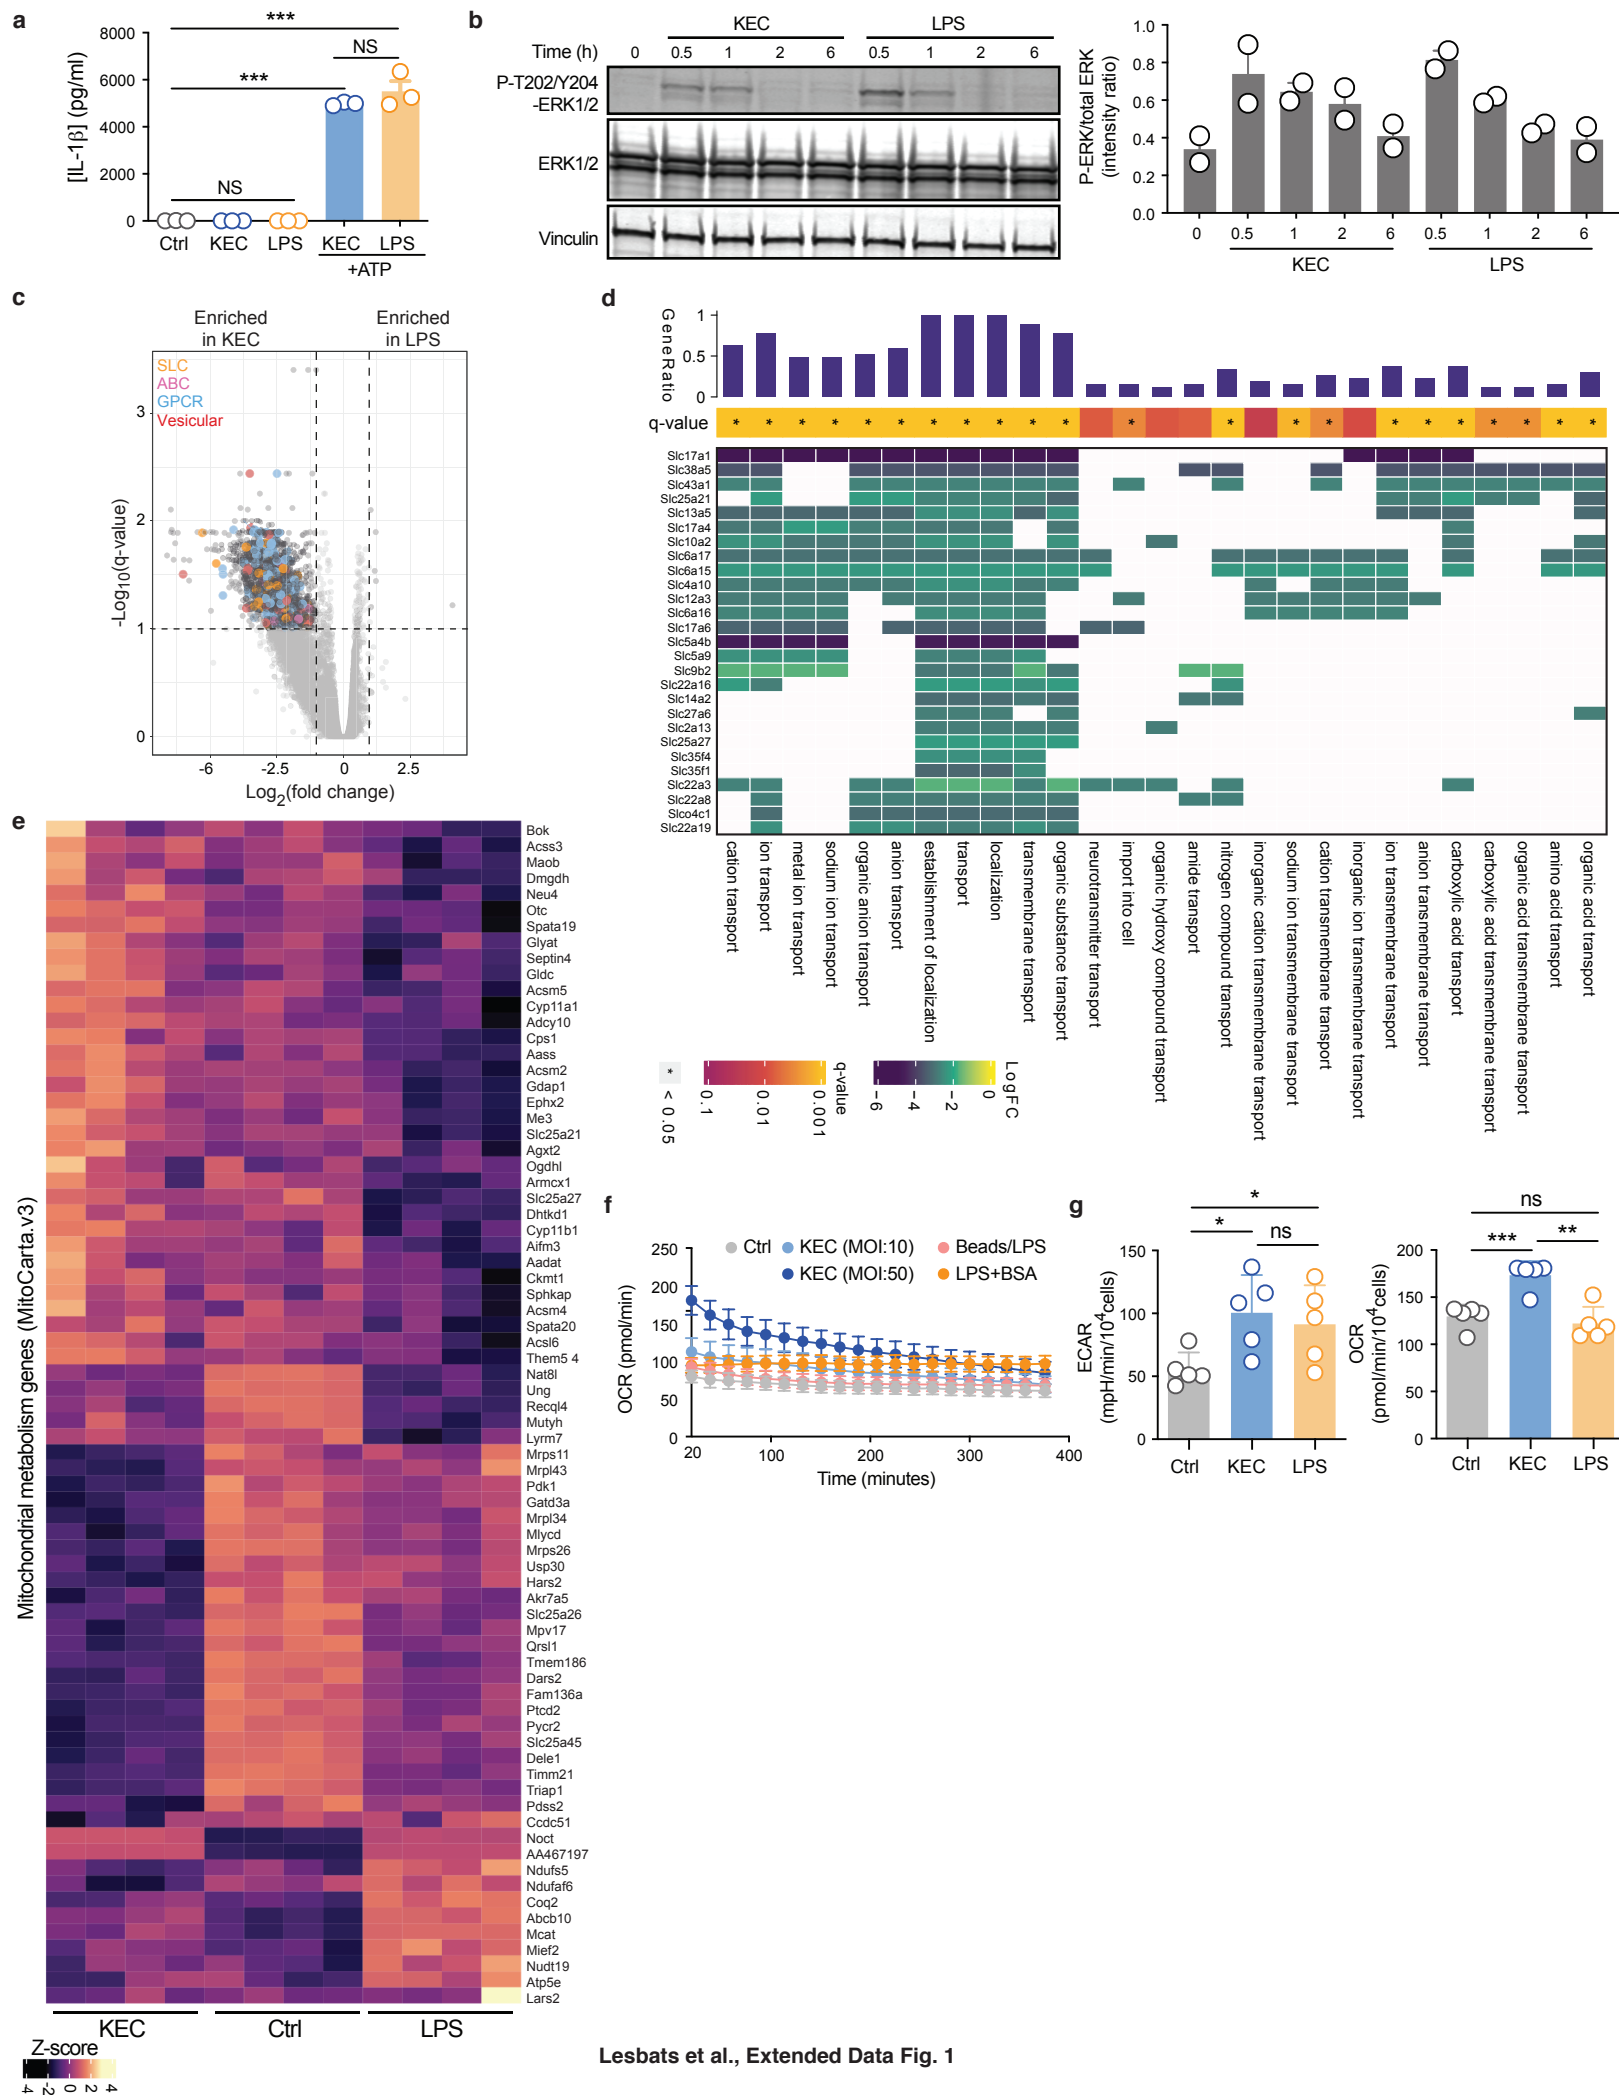 a
***
NS
***
NS
[IL-1β] (pg/ml)
8000
6000
4000
2000
0
Ctrl
KEC
LPS
KEC
LPS
+ATP
b
KEC
LPS
Time (h)
0
0.5
1
2
6
0.5
1
2
6
P-T202/Y204
-ERK1/2
ERK1/2
Vinculin
P-ERK/total ERK
(intensity ratio)
1.0
0.8
0.6
0.4
0.2
0.0
0
0.5
1
2
6
0.5
1
2
6
KEC
LPS
c
Enriched
in KEC
Enriched
in LPS
SLC
ABC
GPCR
Vesicular
-Log10(q-value)
3
2
1
0
-6
-2.5
0
2.5
Log2(fold change)
d
GeneRatio
1
0.5
0
q-value
* * * * * * * * * * * * * * * * * * * * * *
Slc17a1
Slc38a5
Slc43a1
Slc25a21
Slc13a5
Slc17a4
Slc10a2
Slc6a17
Slc6a15
Slc4a10
Slc12a3
Slc6a16
Slc17a6
Slc5a4b
Slc5a9
Slc9b2
Slc22a16
Slc14a2
Slc27a6
Slc2a13
Slc25a27
Slc35f4
Slc35f1
Slc22a3
Slc22a8
Slco4c1
Slc22a19
cation transport
ion transport
metal ion transport
sodium ion transport
organic anion transport
anion transport
establishment of localization
transport
localization
transmembrane transport
organic substance transport
neurotransmitter transport
import into cell
organic hydroxy compound transport
amide transport
nitrogen compound transport
inorganic cation transmembrane transport
sodium ion transmembrane transport
cation transmembrane transport
inorganic ion transmembrane transport
ion transmembrane transport
anion transmembrane transport
carboxylic acid transport
carboxylic acid transmembrane transport
organic acid transmembrane transport
amino acid transport
organic acid transport
* < 0.05
q-value
0.1
0.01
0.001
LogFC
-6
-4
-2
0
e
Mitochondrial metabolism genes (MitoCarta.v3)
Bok
Acss3
Maob
Dmgdh
Neu4
Otc
Spata19
Glyat
Septin4
Gldc
Acsm5
Cyp11a1
Adcy10
Cps1
Aass
Acsm2
Gdap1
Ephx2
Me3
Slc25a21
Agxt2
Ogdhl
Armcx1
Slc25a27
Dhtkd1
Cyp11b1
Aifm3
Aadat
Ckmt1
Sphkap
Acsm4
Spata20
Acsl6
Them5 4
Nat8l
Ung
Recql4
Mutyh
Lyrm7
Mrps11
Mrpl43
Pdk1
Gatd3a
Mrpl34
Mlycd
Mrps26
Usp30
Hars2
Akr7a5
Slc25a26
Mpv17
Qrsl1
Tmem186
Dars2
Fam136a
Ptcd2
Pycr2
Slc25a45
Dele1
Timm21
Triap1
Pdss2
Ccdc51
Noct
AA467197
Ndufs5
Ndufaf6
Coq2
Abcb10
Mcat
Mief2
Nudt19
Atp5e
Lars2
KEC
Ctrl
LPS
Z-score
-4
-2
0
2
4
f
OCR (pmol/min)
250
200
150
100
50
0
20
100
200
300
400
Time (minutes)
Ctrl
KEC (MOI:10)
Beads/LPS
KEC (MOI:50)
LPS+BSA
g
*
*
ns
ECAR
(mpH/min/10^4cells)
150
100
50
0
Ctrl
KEC
LPS
ns
***
**
OCR
(pmol/min/10^4cells)
200
150
100
50
0
Ctrl
KEC
LPS
Lesbats et al., Extended Data Fig. 1